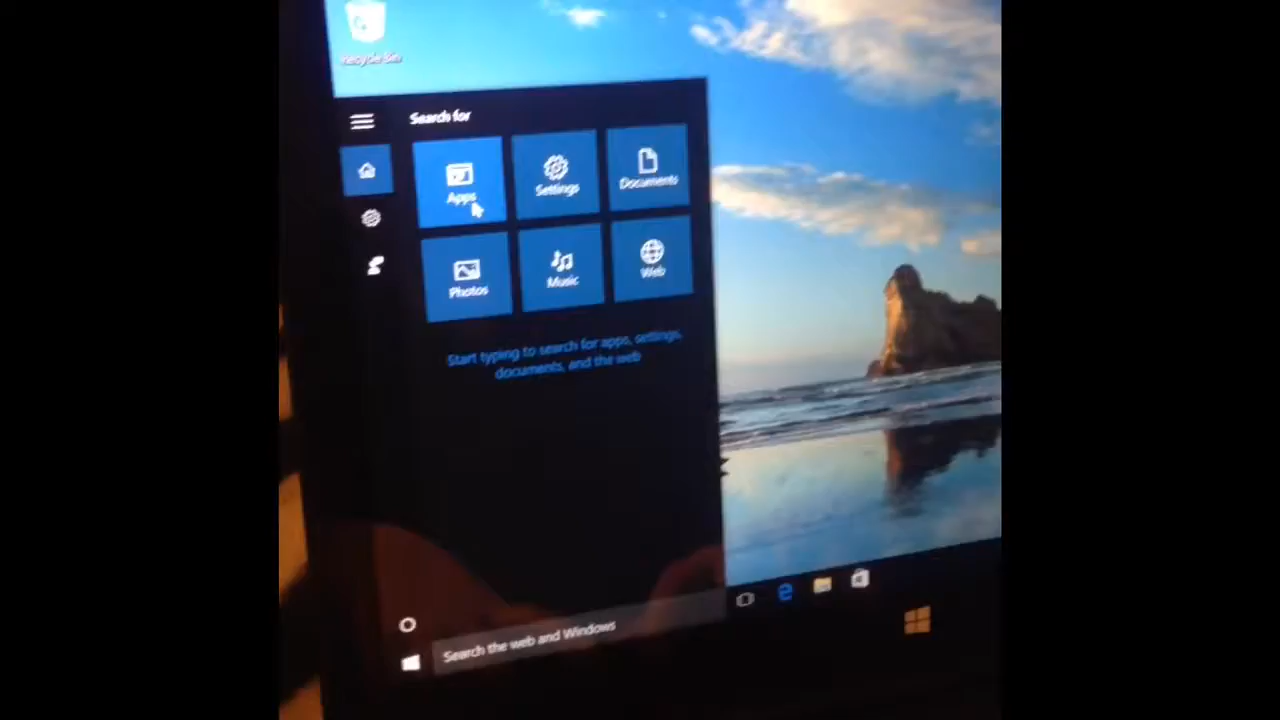 Recycle Bin
Search for
Apps
Settings
Documents
Photos
Music
Web
Start typing to search for apps, settings,
documents, and the web
Search the web and Windows